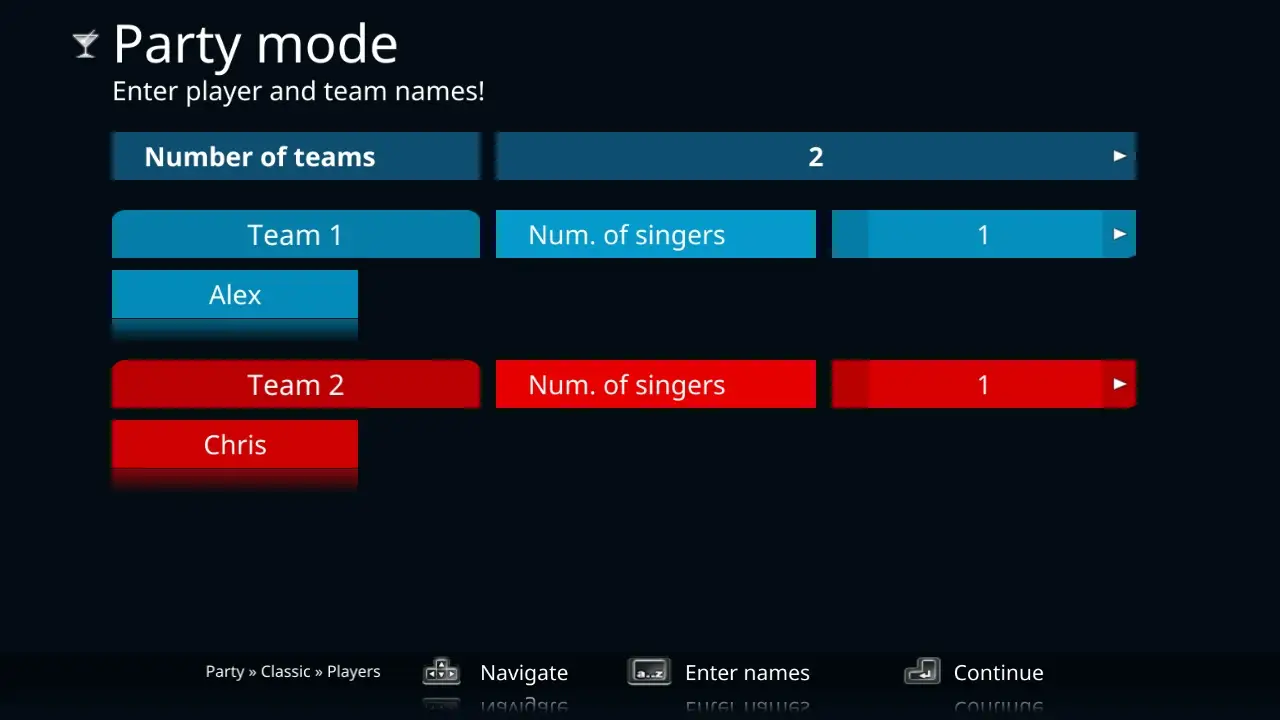 Party mode
Enter player and team names!
Number of teams 2
Team 1 Num. of singers 1
Alex
Team 2 Num. of singers 1
Chris
Party » Classic » Players Navigate a..z Enter names Continue